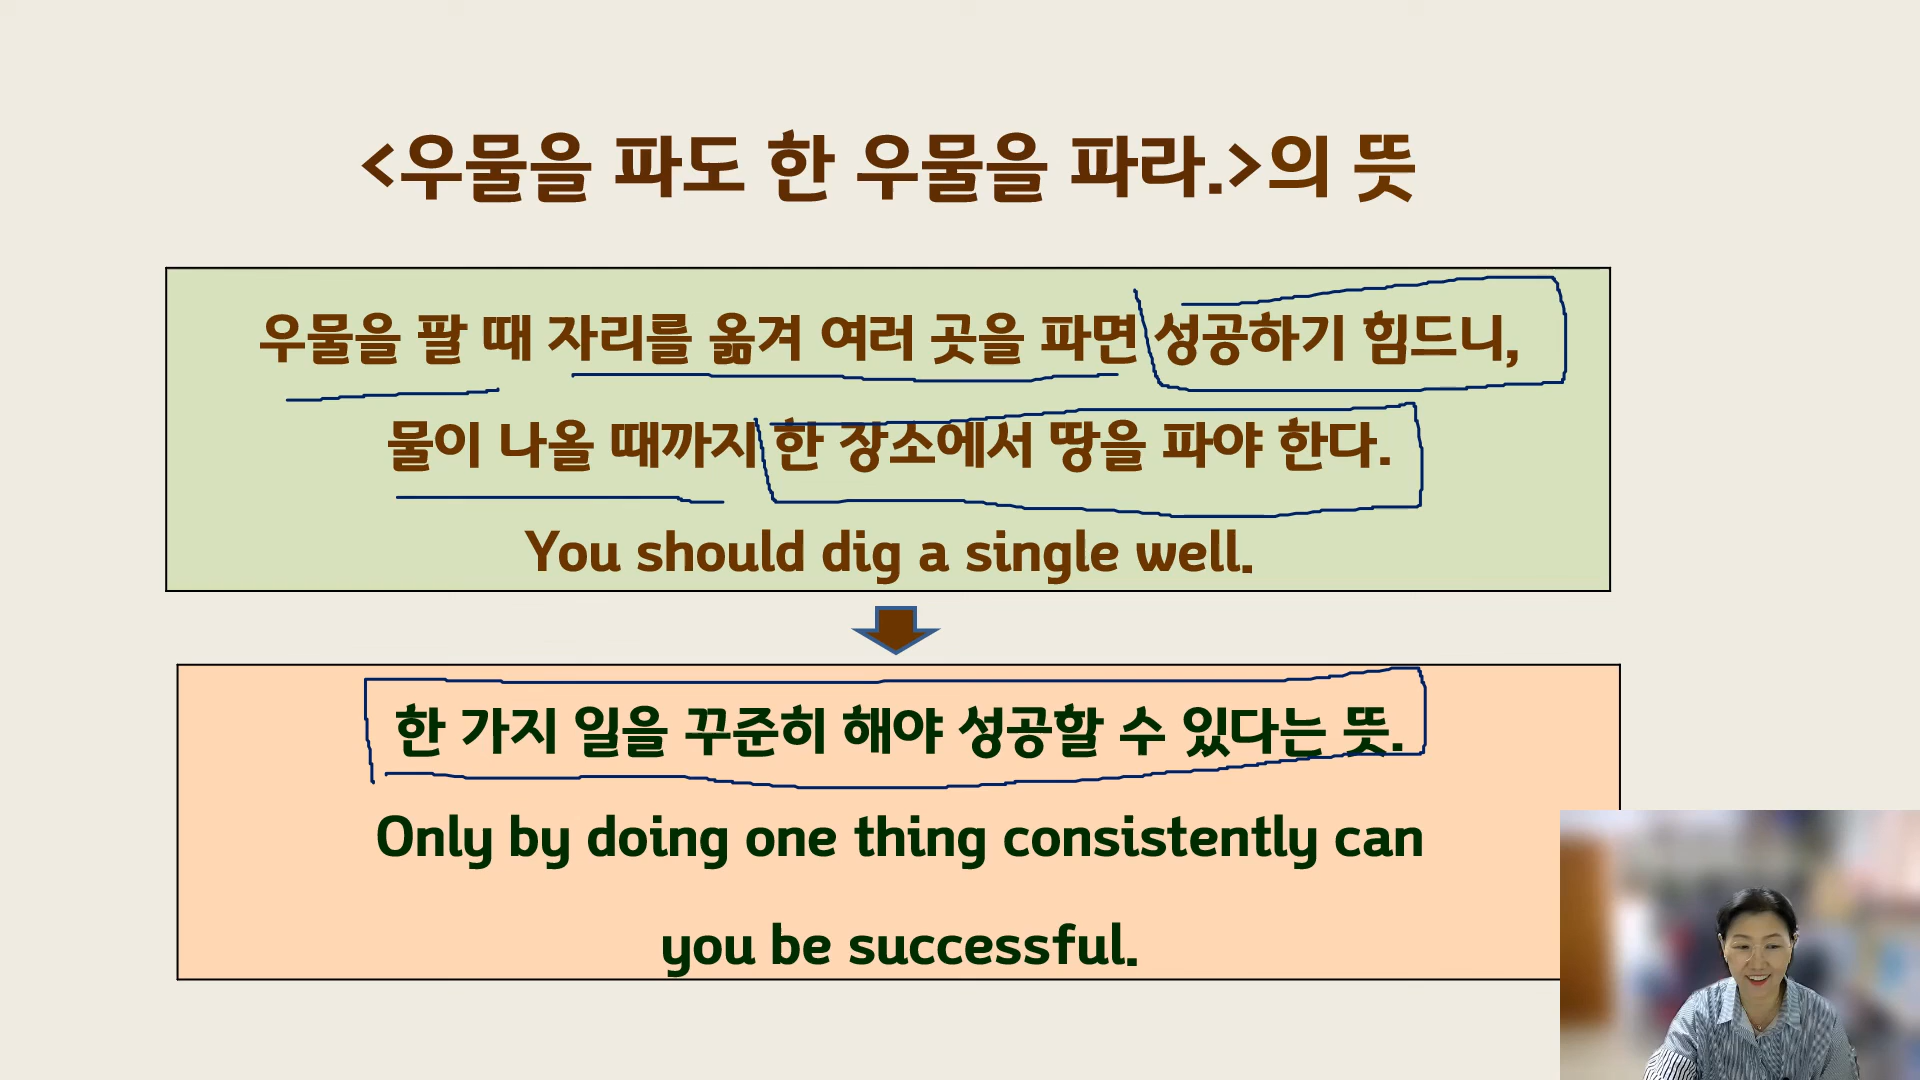 <우물을 파도 한 우물을 파라.>의 뜻
우물을 팔 때 자리를 옮겨 여러 곳을 파면 성공하기 힘드니,
물이 나올 때까지 한 장소에서 땅을 파야 한다.
You should dig a single well.
한 가지 일을 꾸준히 해야 성공할 수 있다는 뜻.
Only by doing one thing consistently can
you be successful.